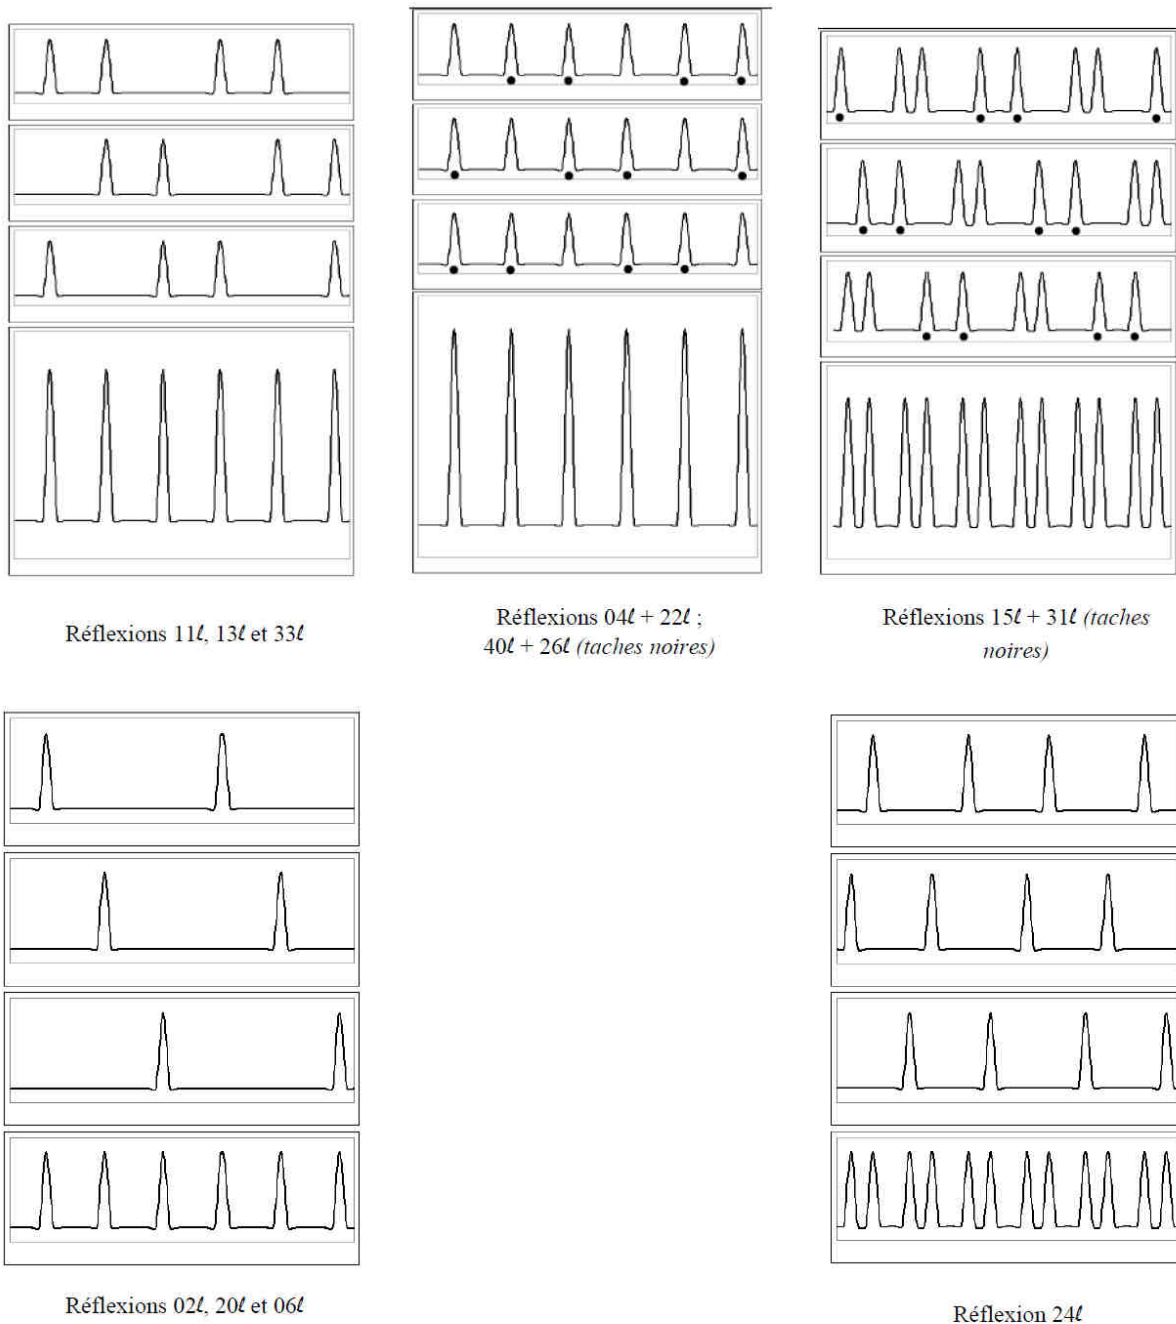 Réflexions 11ℓ, 13ℓ et 33ℓ
Réflexions 04ℓ + 22ℓ ;
40ℓ + 26ℓ (taches noires)
Réflexions 15ℓ + 31ℓ (taches
noires)
Réflexions 02ℓ, 20ℓ et 06ℓ
Réflexion 24ℓ